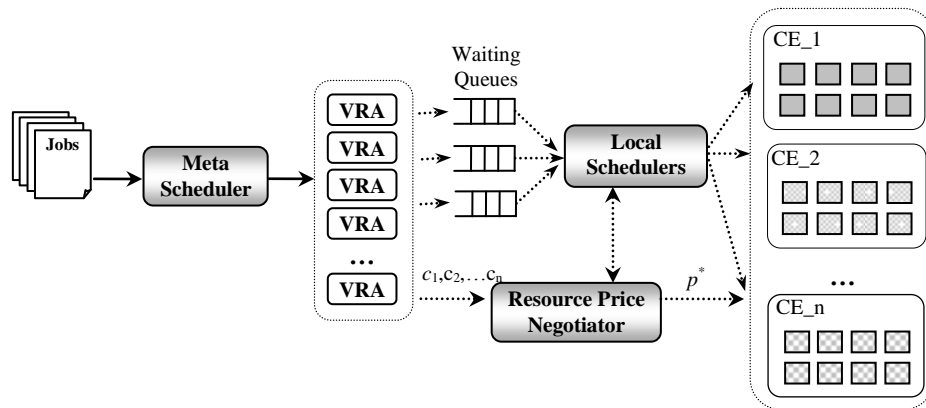 Jobs
Meta
Scheduler
VRA
VRA
VRA
VRA
...
VRA
Waiting
Queues
c₁,c₂,...cₙ
Local
Schedulers
Resource Price
Negotiator
p*
CE_1
CE_2
...
CE_n